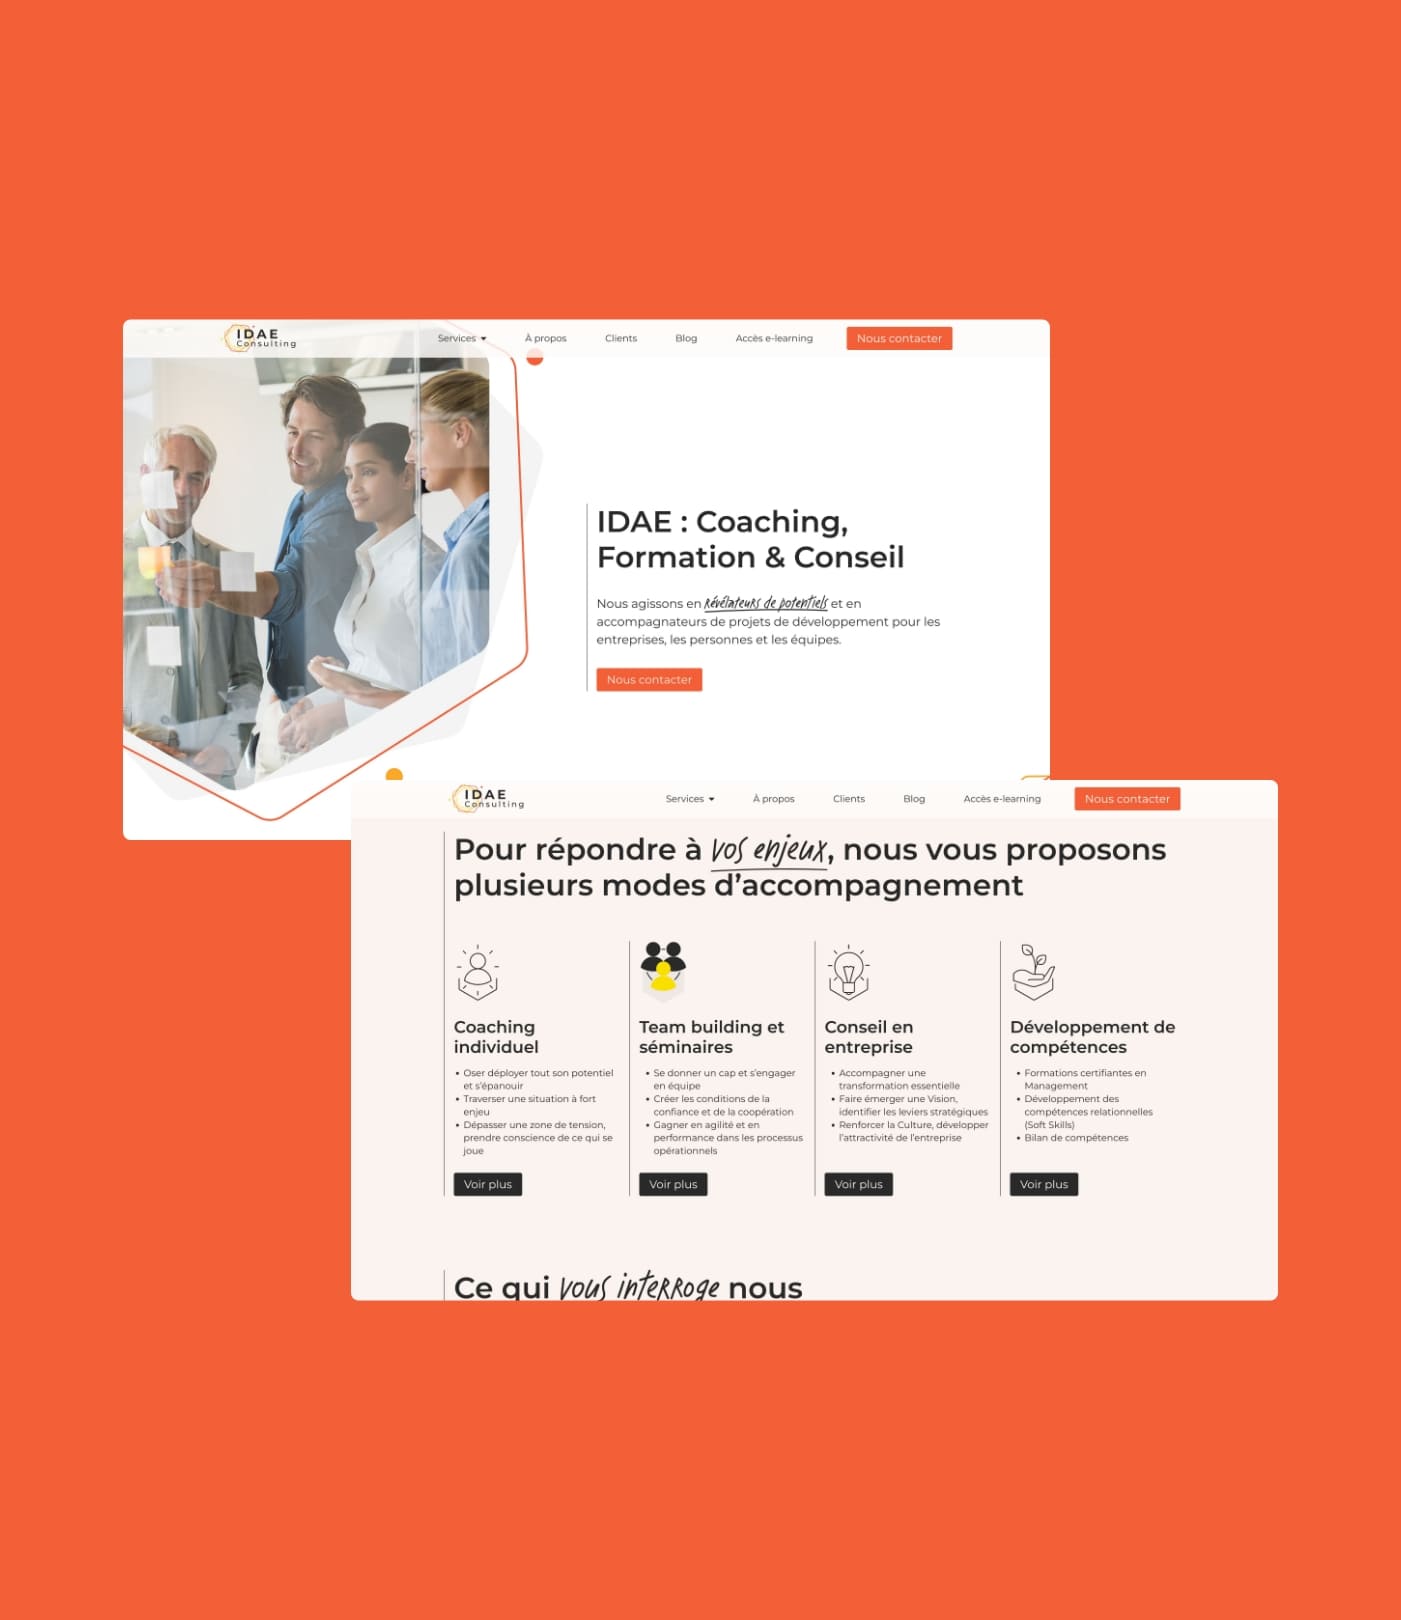 IDAE
Consulting
Services
À propos
Clients
Blog
Accès e-learning
Nous contacter
IDAE : Coaching,
Formation & Conseil
Nous agissons en Révélateurs de potentiels et en
accompagnateurs de projets de développement pour les
entreprises, les personnes et les équipes.
Nous contacter
IDAE
Consulting
Services
À propos
Clients
Blog
Accès e-learning
Nous contacter
Pour répondre à vos enjeux, nous vous proposons
plusieurs modes d’accompagnement
Coaching
individuel
• Oser déployer tout son potentiel
et s’épanouir
• Traverser une situation à fort
enjeu
• Dépasser une zone de tension,
prendre conscience de ce qui se
joue
Voir plus
Team building et
séminaires
• Se donner un cap et s’engager
en équipe
• Créer les conditions de la
confiance et de la coopération
• Gagner en agilité et en
performance dans les processus
opérationnels
Voir plus
Conseil en
entreprise
• Accompagner une
transformation essentielle
• Faire émerger une Vision,
identifier les leviers stratégiques
• Renforcer la Culture, développer
l’attractivité de l’entreprise
Voir plus
Développement de
compétences
• Formations certifiantes en
Management
• Développement des
compétences relationnelles
(Soft Skills)
• Bilan de compétences
Voir plus
Ce qui vous interroge nous